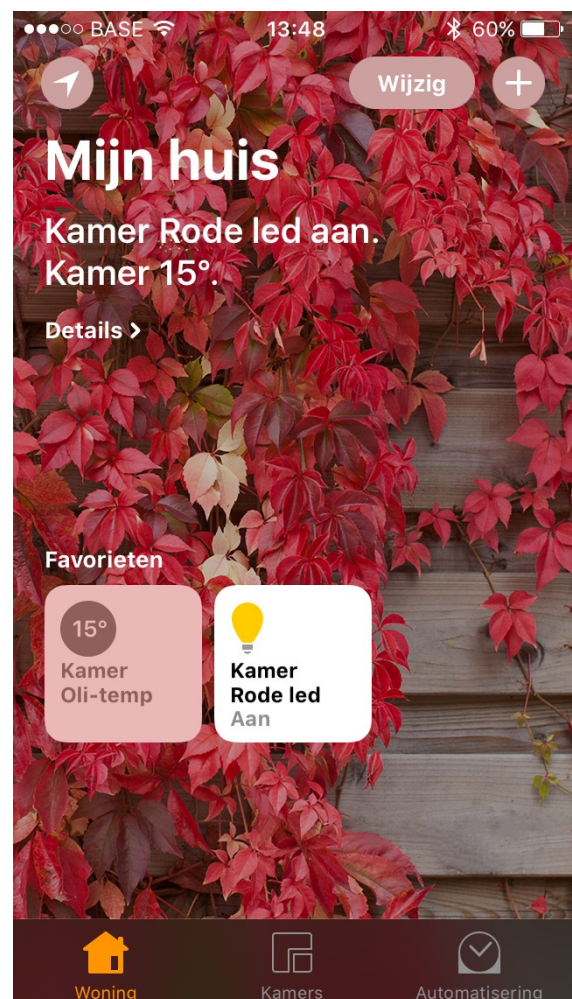 BASE 13:48 60%
Wijzig +
Mijn huis
Kamer Rode led aan.
Kamer 15°.
Details >
Favorieten
15°
Kamer
Oli-temp
Kamer
Rode led
Aan
Woning Kamers Automatisering